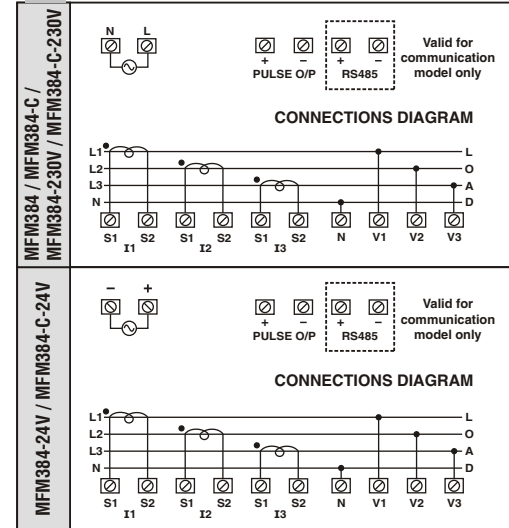 MFM384 / MFM384-C /
MFM384-230V / MFM384-C-230V
N L
+ – + –
PULSE O/P RS485
Valid for
communication
model only
CONNECTIONS DIAGRAM
L1 L
L2 O
L3 A
N D
S1 S2 S1 S2 S1 S2 N V1 V2 V3
I1 I2 I3
MFM384-24V / MFM384-C-24V
– +
+ – + –
PULSE O/P RS485
Valid for
communication
model only
CONNECTIONS DIAGRAM
L1 L
L2 O
L3 A
N D
S1 S2 S1 S2 S1 S2 N V1 V2 V3
I1 I2 I3